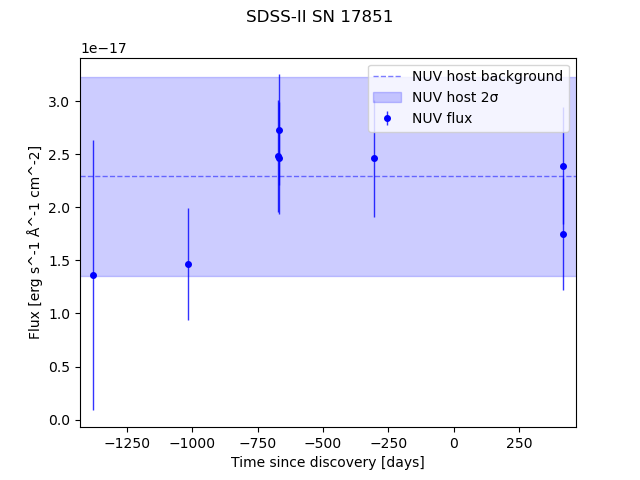 SDSS-II SN 17851
1e−17
NUV host background
NUV host 2σ
NUV flux
3.0
2.5
2.0
1.5
1.0
0.5
0.0
Flux [erg s^-1 Å^-1 cm^-2]
−1250 −1000 −750 −500 −250 0 250
Time since discovery [days]